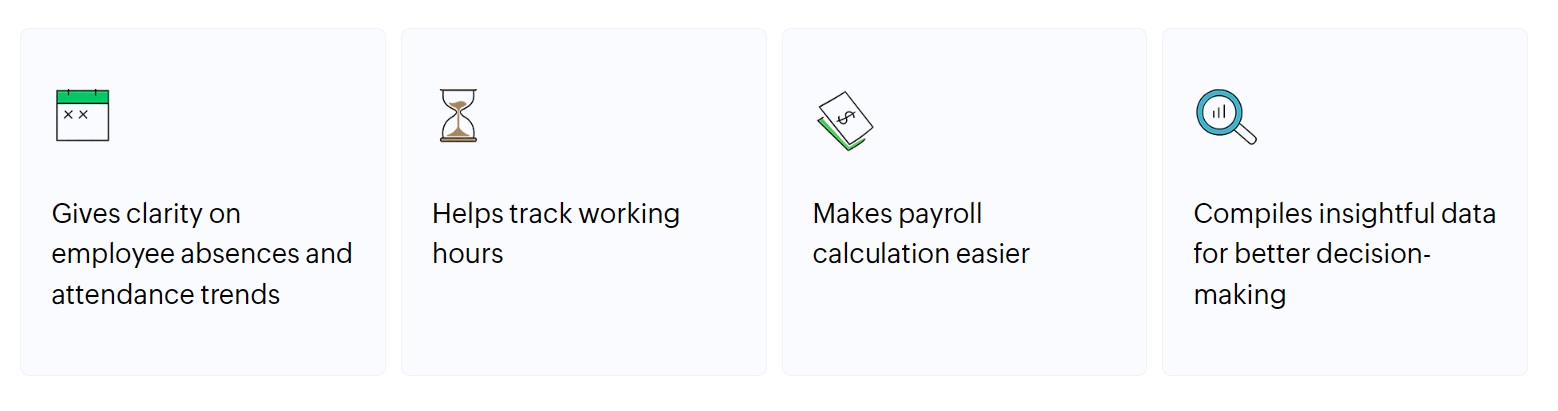 Gives clarity on
employee absences and
attendance trends
Helps track working
hours
Makes payroll
calculation easier
Compiles insightful data
for better decision-
making